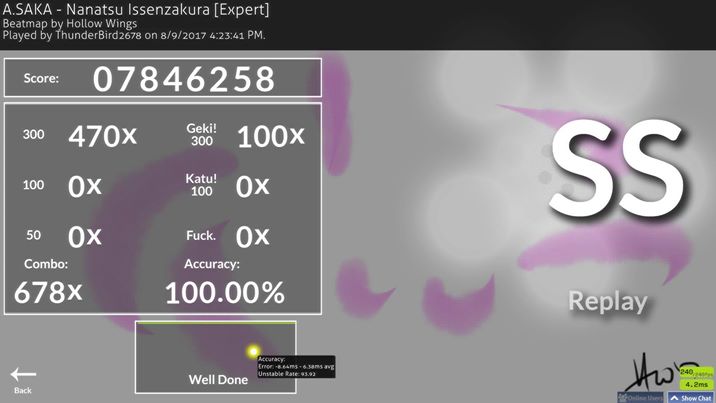 A.SAKA - Nanatsu Issenzakura [Expert]
Beatmap by Hollow Wings
Played by ThunderBird2678 on 8/9/2017 4:23:41 PM.
Score: 07846258
300 470x Geki! 300 100x
100 0x Katu! 100 0x
50 0x Fuck. 0x
Combo: Accuracy:
678x 100.00%
SS
Replay
Well Done
Accuracy:
Error: -8.64ms - 6.38ms avg
Unstable Rate: 93.92
Back
240
4.2ms
Online Users
Show Chat